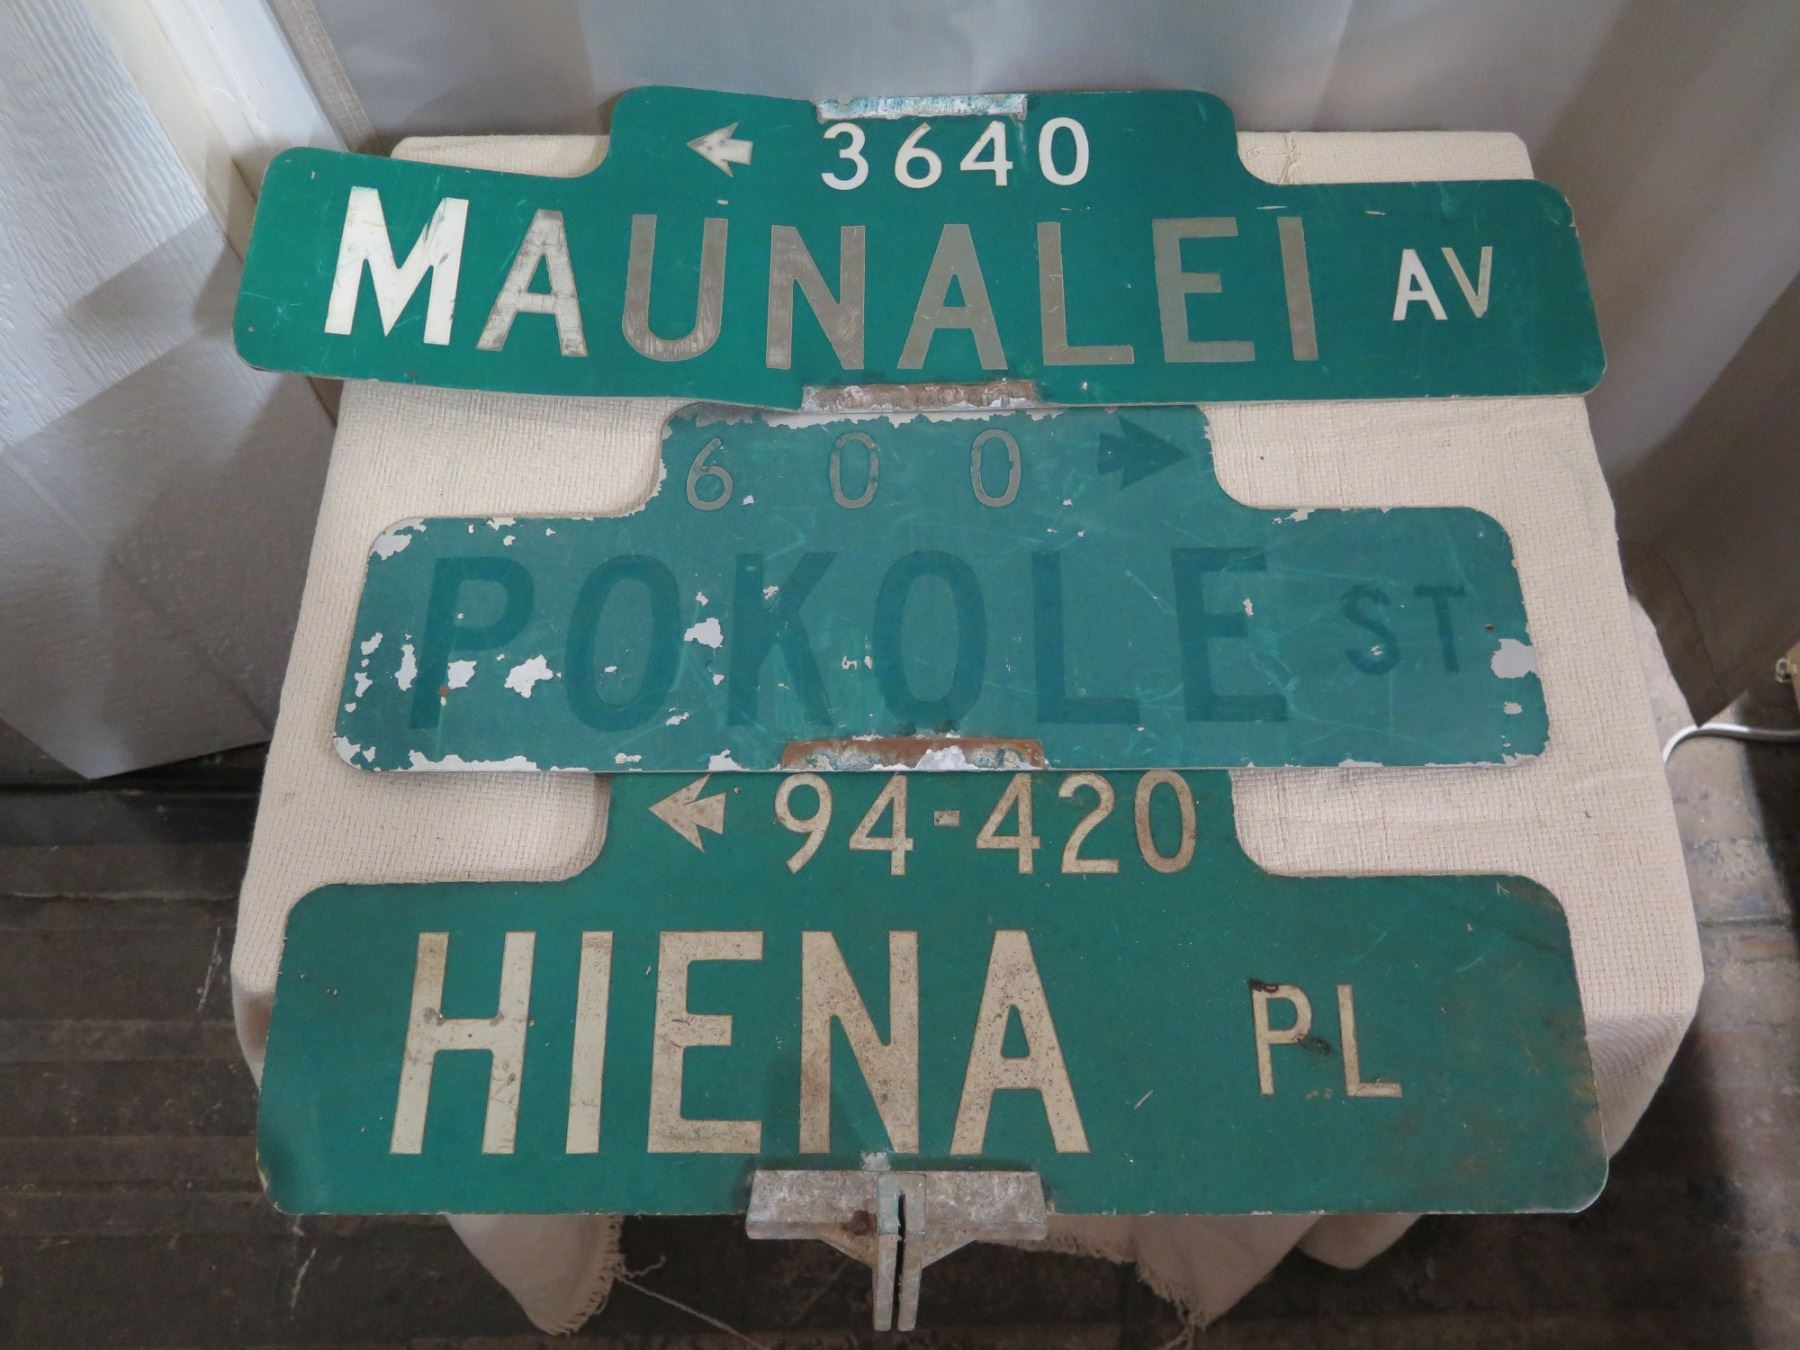 3640
MAUNALEI AV
600
POKOLE ST
94-420
HIENA PL